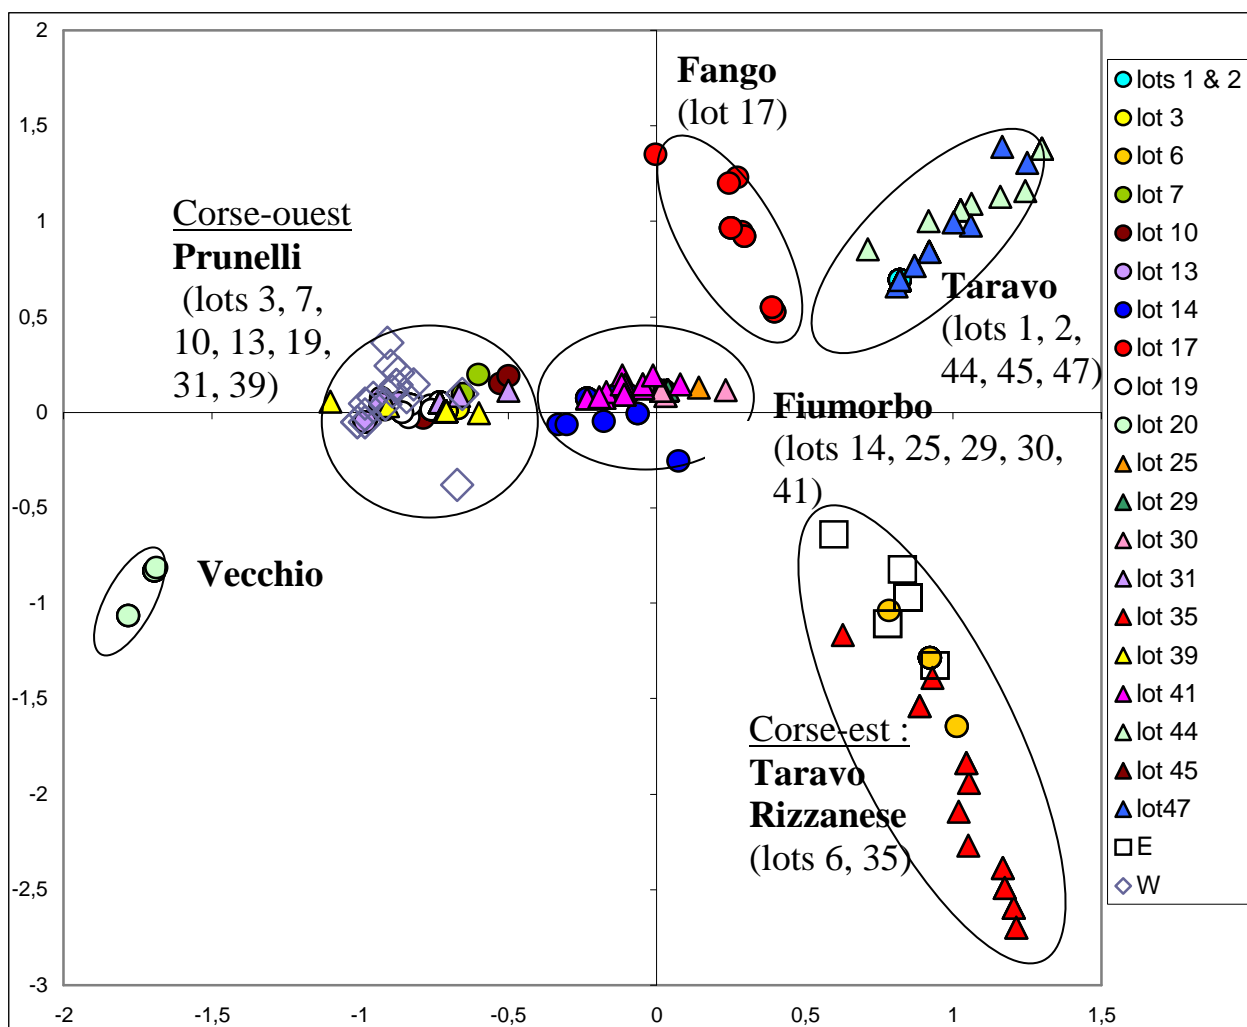 2
1,5
1
0,5
0
-0,5
-1
-1,5
-2
-2,5
-3
-2
-1,5
-1
-0,5
0
0,5
1
1,5
Fango
(lot 17)
Corse-ouest
Prunelli
(lots 3, 7,
10, 13, 19,
31, 39)
Taravo
(lots 1, 2,
44, 45, 47)
Fiumorbo
(lots 14, 25, 29, 30,
41)
Vecchio
Corse-est :
Taravo
Rizzanese
(lots 6, 35)
lots 1 & 2
lot 3
lot 6
lot 7
lot 10
lot 13
lot 14
lot 17
lot 19
lot 20
lot 25
lot 29
lot 30
lot 31
lot 35
lot 39
lot 41
lot 44
lot 45
lot47
E
W